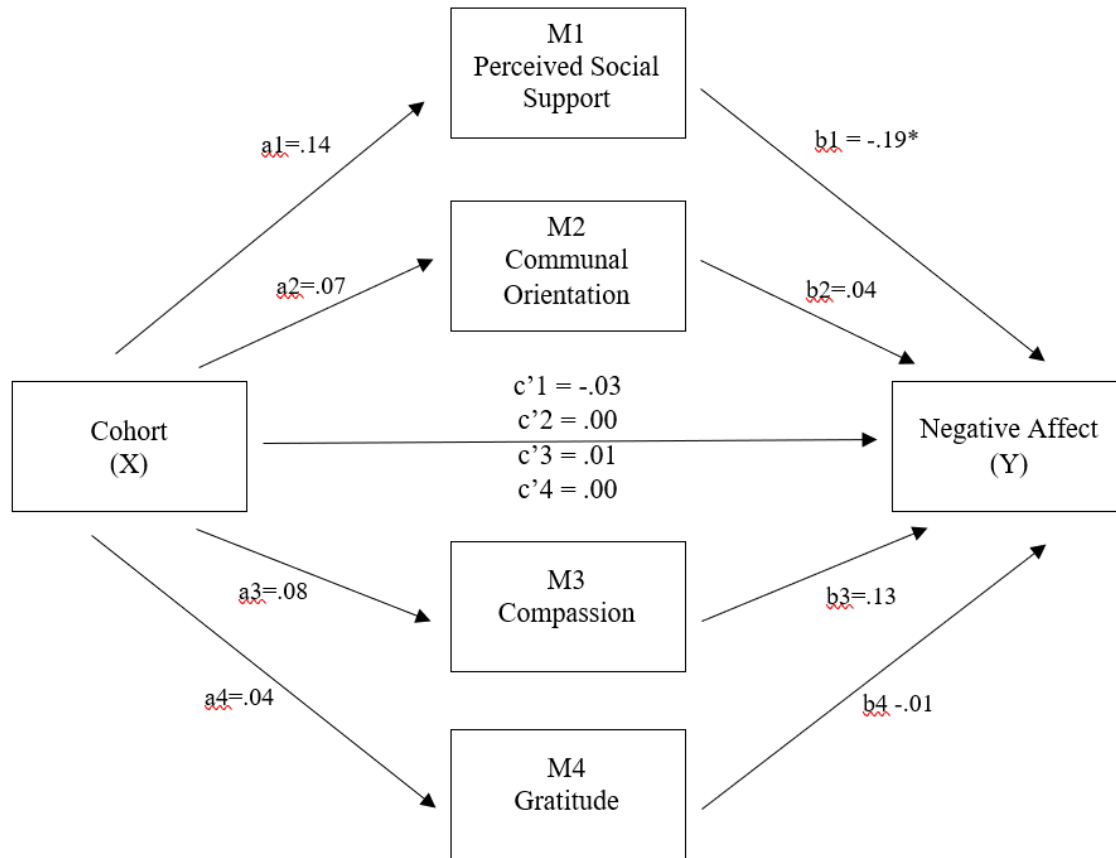 M1
Perceived Social
Support
a1=.14
b1 = -.19*
M2
Communal
Orientation
a2=.07
b2=.04
Cohort
(X)
c’1 = -.03
c’2 = .00
c’3 = .01
c’4 = .00
Negative Affect
(Y)
M3
Compassion
a3=.08
b3=.13
a4=.04
b4 -.01
M4
Gratitude